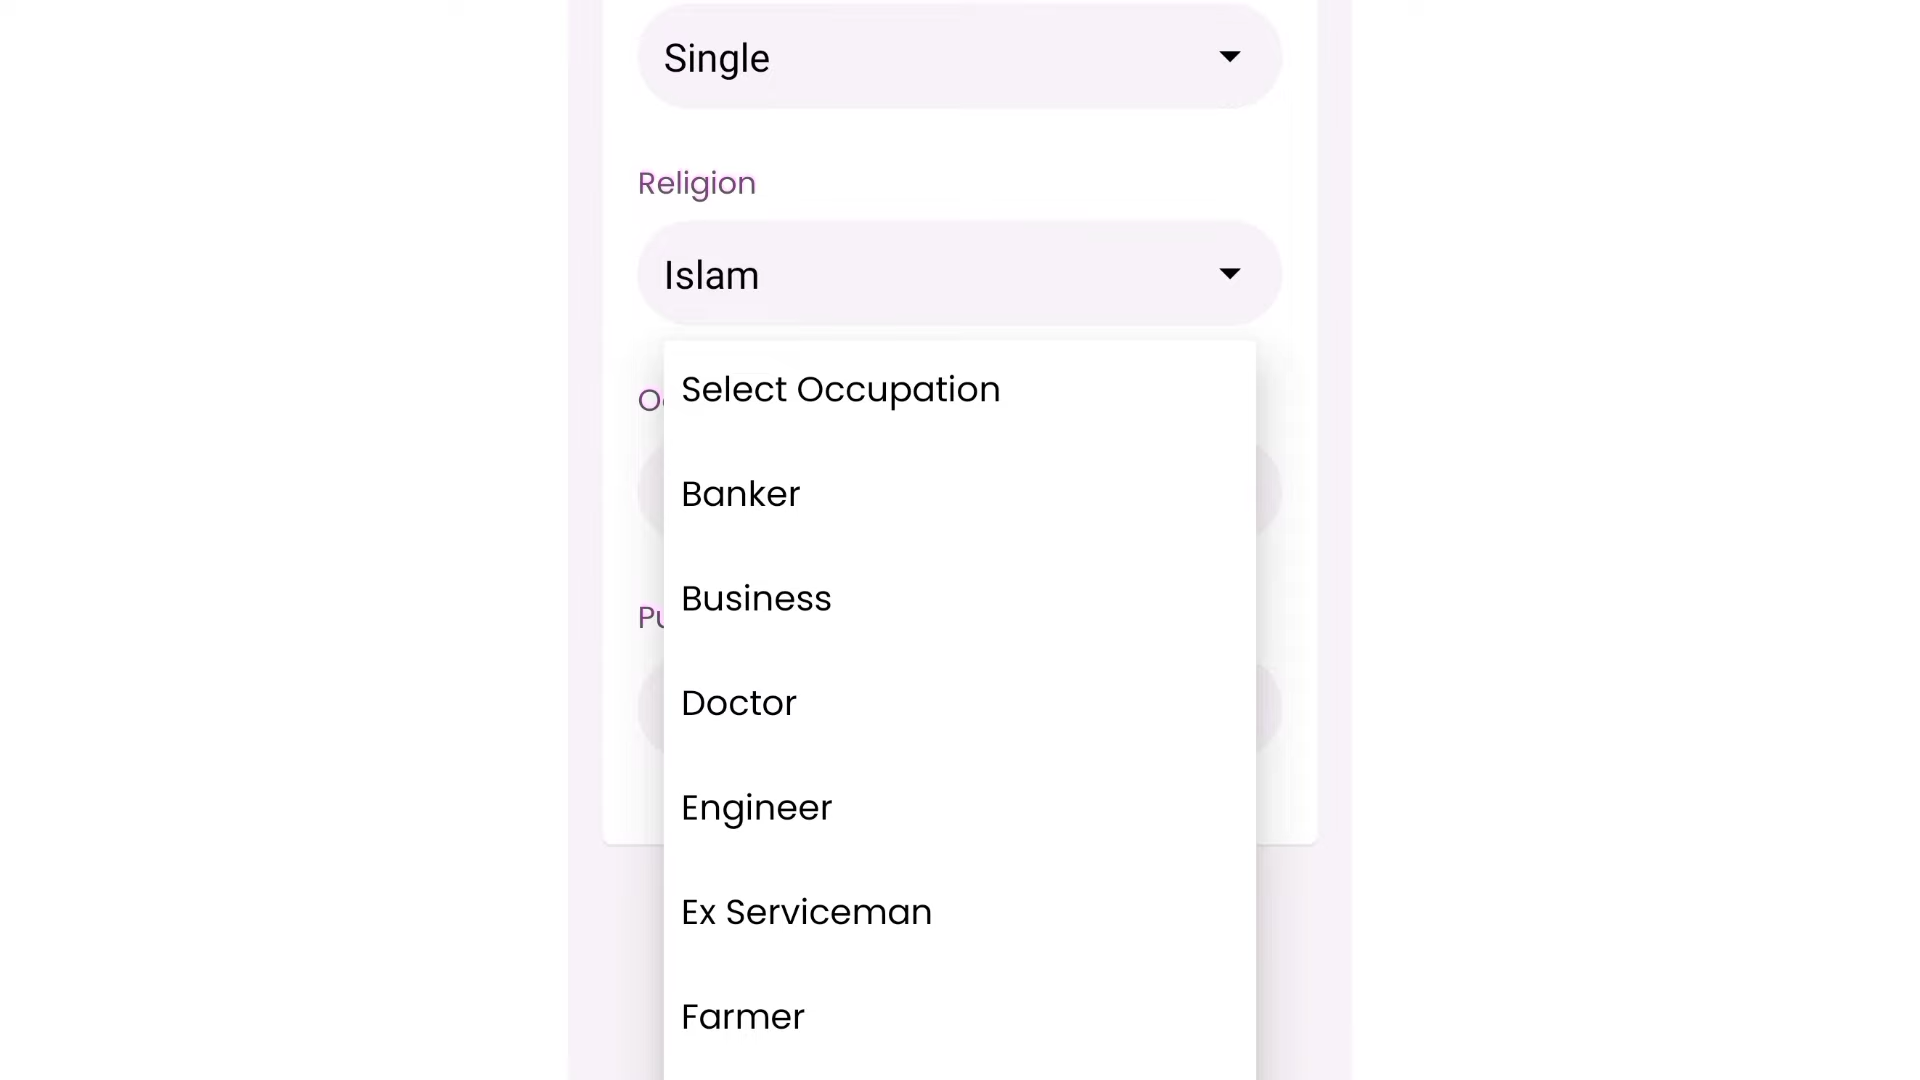 Single
Religion
Islam
Select Occupation
Banker
Business
Doctor
Engineer
Ex Serviceman
Farmer